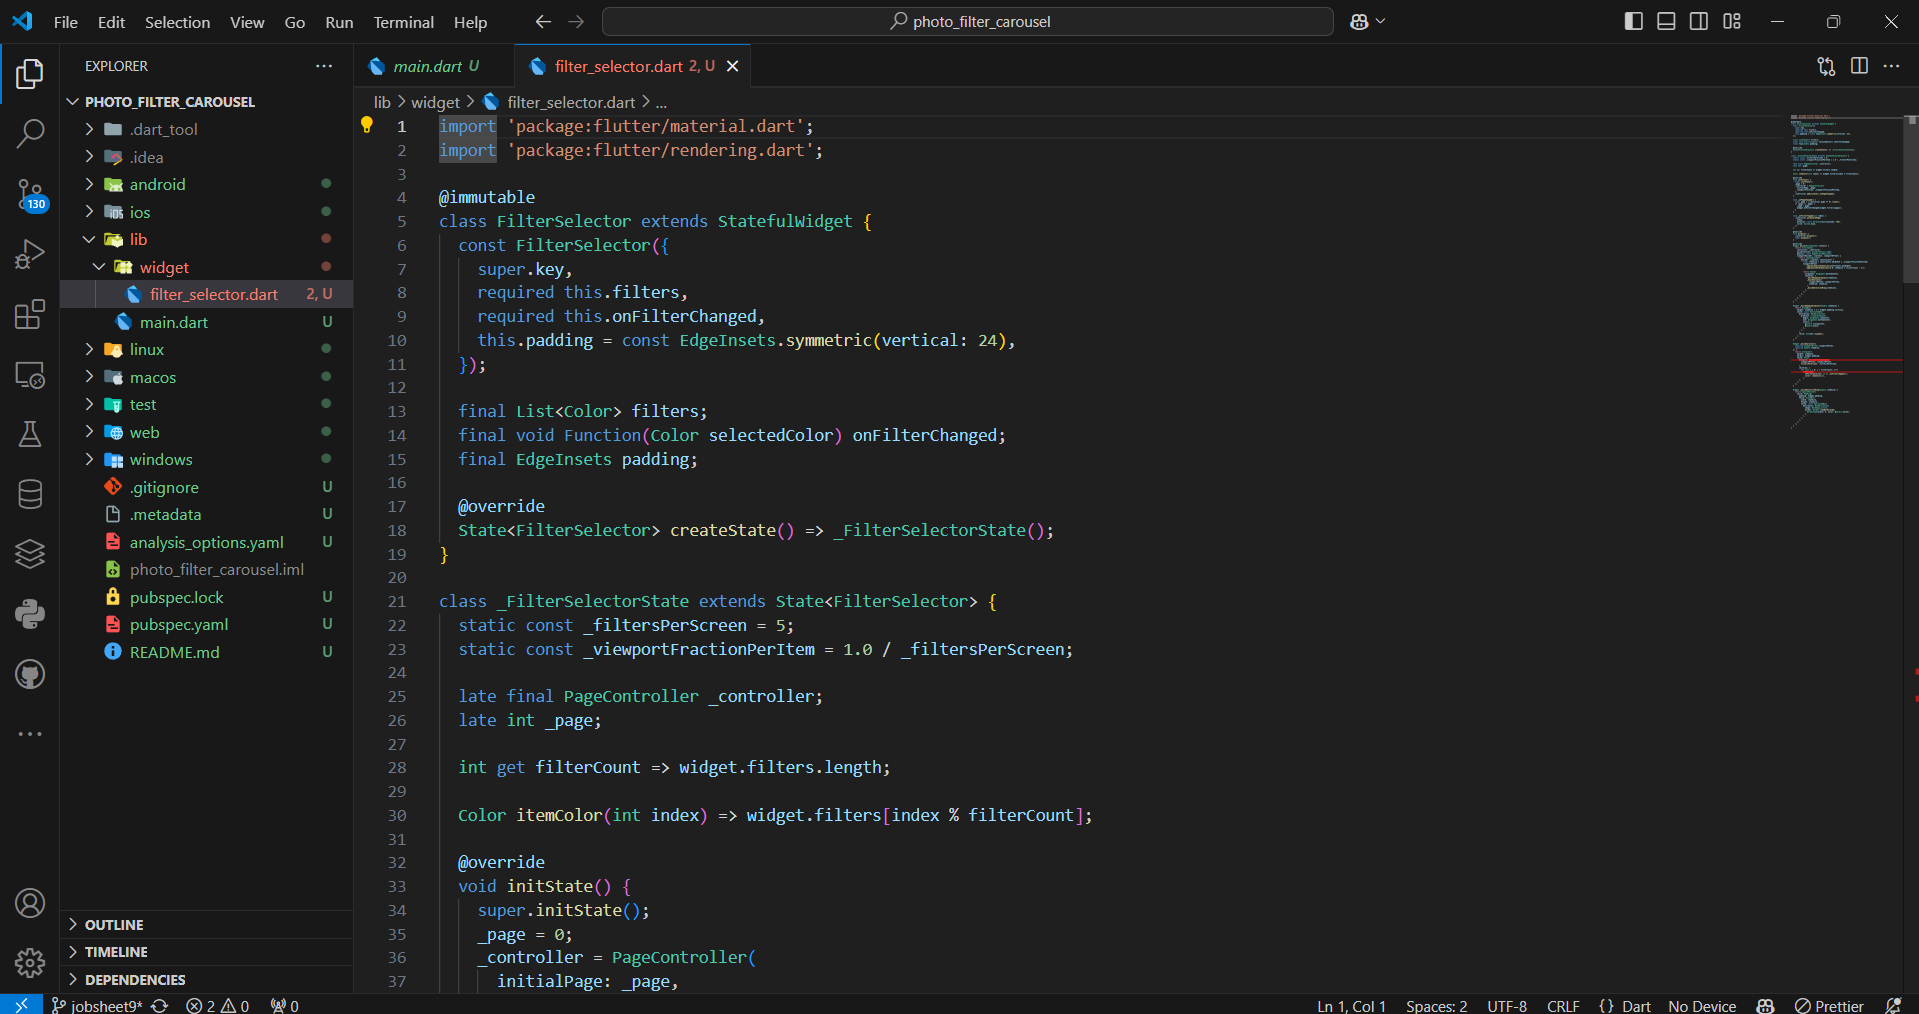 File Edit Selection View Go Run Terminal Help
photo_filter_carousel
EXPLORER
PHOTO_FILTER_CAROUSEL
.dart_tool
.idea
android
ios
lib
widget
filter_selector.dart 2, U
main.dart U
linux
macos
test
web
windows
.gitignore U
.metadata U
analysis_options.yaml U
photo_filter_carousel.iml
pubspec.lock U
pubspec.yaml U
README.md U
OUTLINE
TIMELINE
DEPENDENCIES
130
main.dart U
filter_selector.dart 2, U
lib > widget > filter_selector.dart > ...
1 import 'package:flutter/material.dart';
2 import 'package:flutter/rendering.dart';
3
4 @immutable
5 class FilterSelector extends StatefulWidget {
6 const FilterSelector({
7 super.key,
8 required this.filters,
9 required this.onFilterChanged,
10 this.padding = const EdgeInsets.symmetric(vertical: 24),
11 });
12
13 final List<Color> filters;
14 final void Function(Color selectedColor) onFilterChanged;
15 final EdgeInsets padding;
16
17 @override
18 State<FilterSelector> createState() => _FilterSelectorState();
19 }
20
21 class _FilterSelectorState extends State<FilterSelector> {
22 static const _filtersPerScreen = 5;
23 static const _viewportFractionPerItem = 1.0 / _filtersPerScreen;
24
25 late final PageController _controller;
26 late int _page;
27
28 int get filterCount => widget.filters.length;
29
30 Color itemColor(int index) => widget.filters[index % filterCount];
31
32 @override
33 void initState() {
34 super.initState();
35 _page = 0;
36 _controller = PageController(
37 initialPage: _page,
jobsheet9* 2 0 0
Ln 1, Col 1 Spaces: 2 UTF-8 CRLF {} Dart No Device Prettier